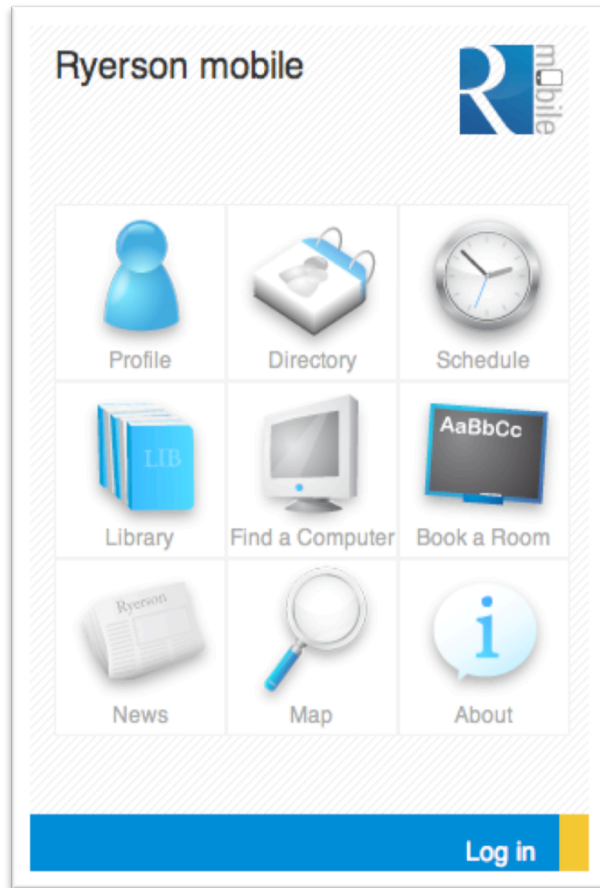 Ryerson mobile
R mobile
Profile
Directory
Schedule
LIB
AaBbCc
Library
Find a Computer
Book a Room
Ryerson
i
News
Map
About
Log in